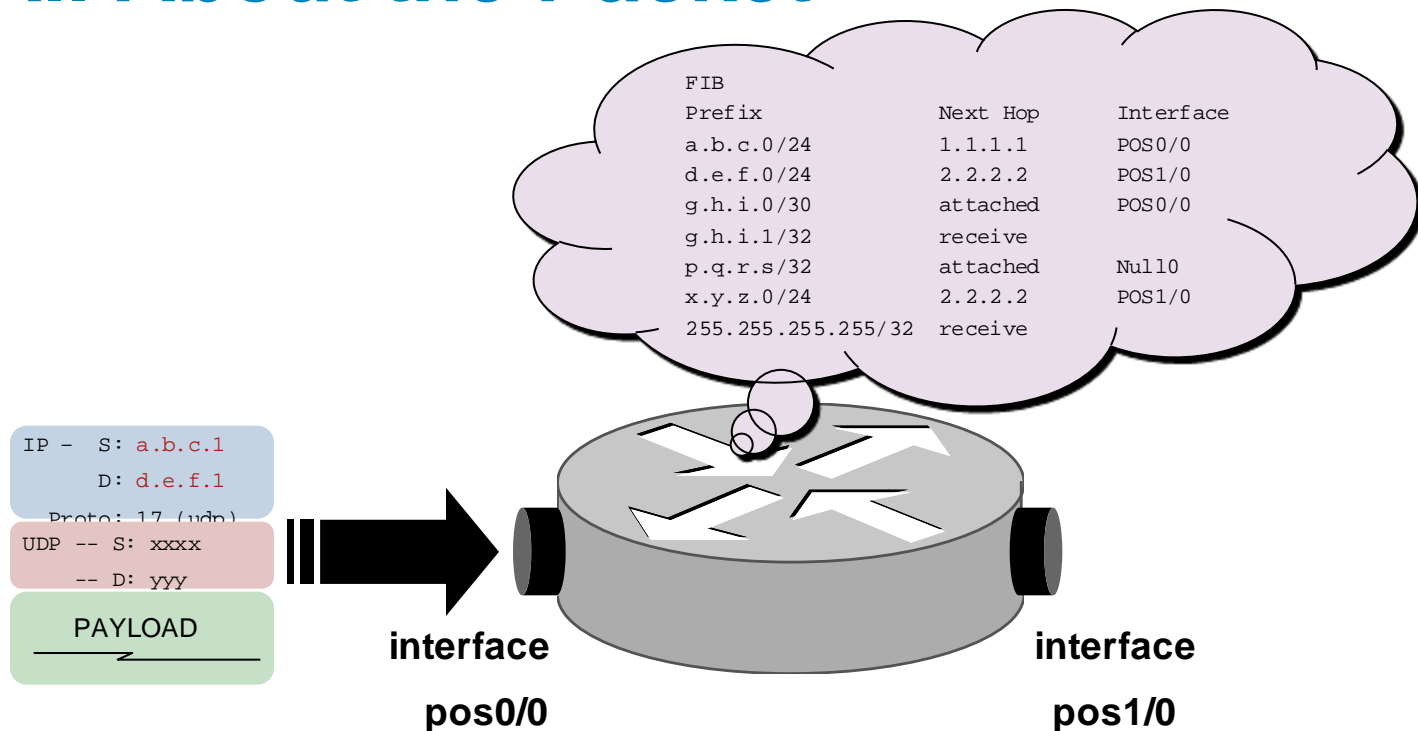 FIB
Prefix Next Hop Interface
a.b.c.0/24 1.1.1.1 POS0/0
d.e.f.0/24 2.2.2.2 POS1/0
g.h.i.0/30 attached POS0/0
g.h.i.1/32 receive
p.q.r.s/32 attached Null0
x.y.z.0/24 2.2.2.2 POS1/0
255.255.255.255/32 receive
IP – S: a.b.c.1
D: d.e.f.1
Proto: 17 (udp)
UDP -- S: xxxx
-- D: yyy
PAYLOAD
interface
pos0/0
interface
pos1/0